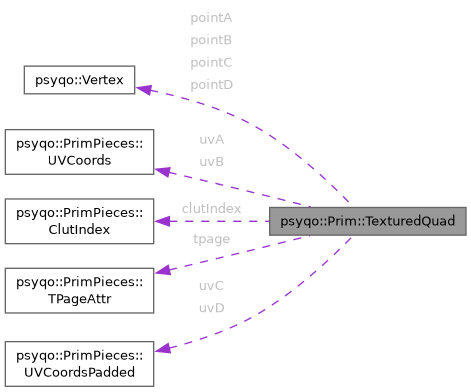 pointA
pointB
pointC
pointD
psyqo::Vertex
uvA
uvB
psyqo::PrimPieces::
UVCoords
clutIndex
psyqo::PrimPieces::
ClutIndex
psyqo::Prim::TexturedQuad
tpage
psyqo::PrimPieces::
TPageAttr
uvC
uvD
psyqo::PrimPieces::
UVCoordsPadded